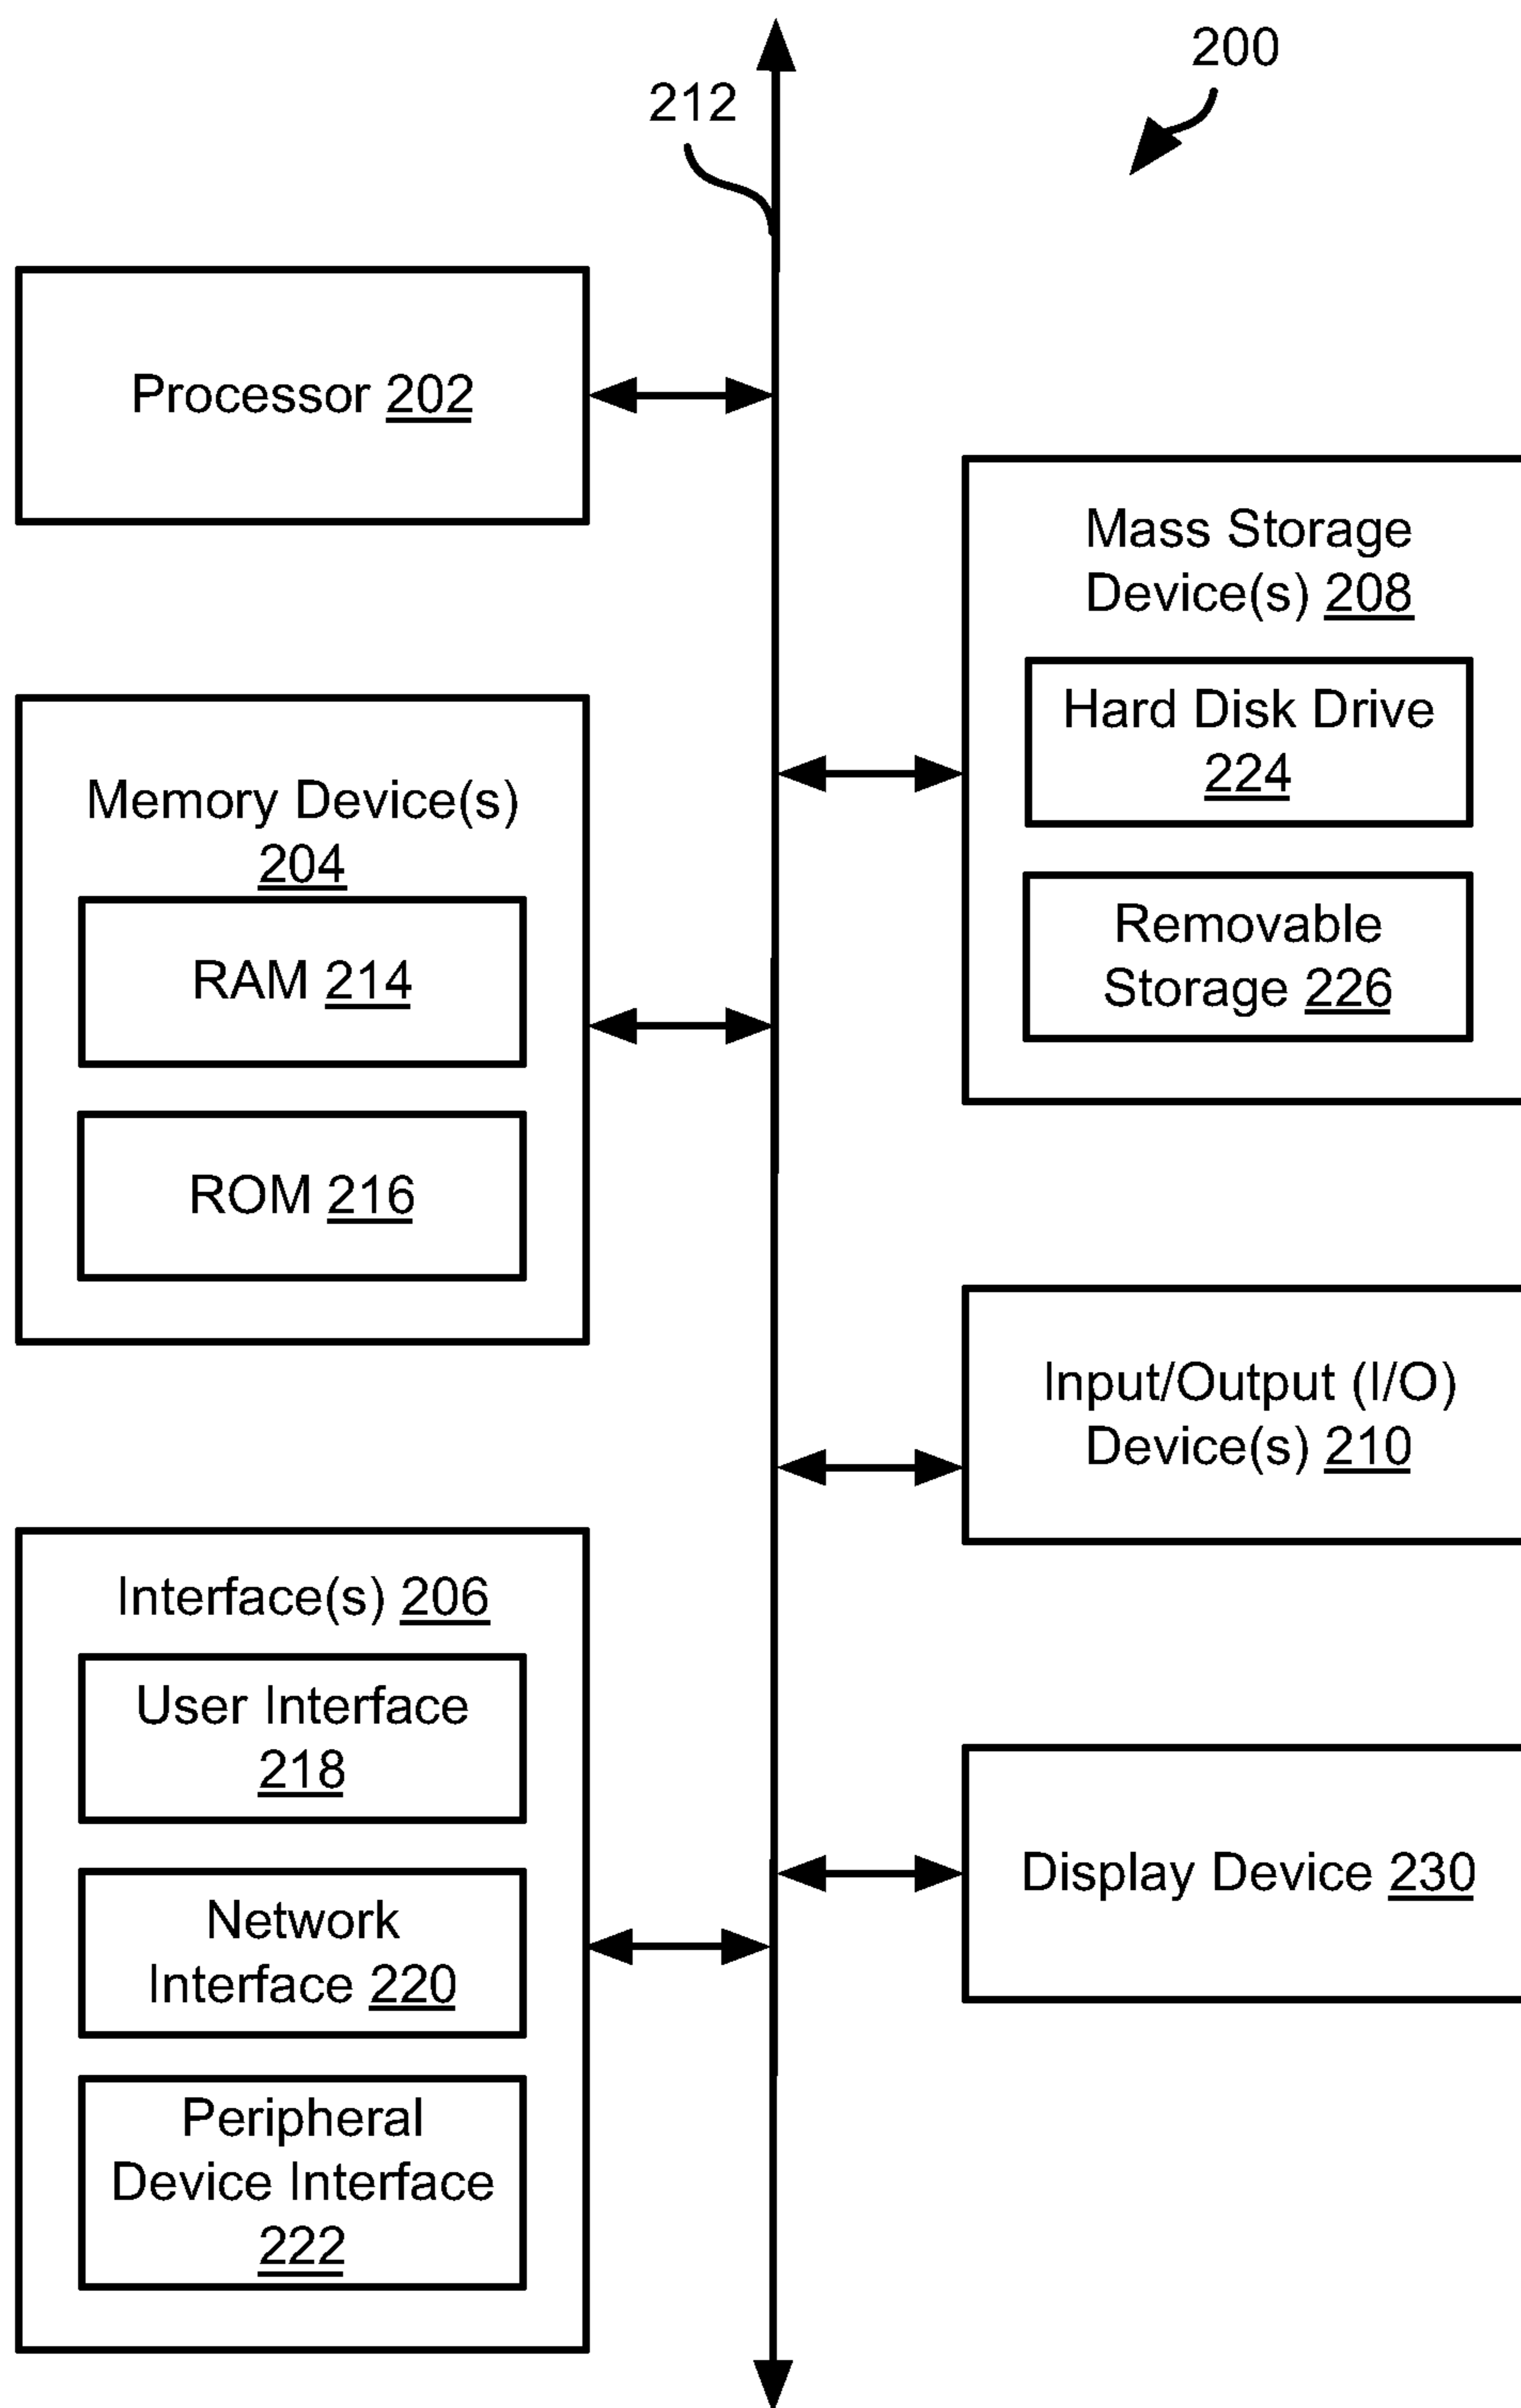 200
212
Processor 202
Mass Storage
Device(s) 208
Hard Disk Drive
224
Removable
Storage 226
Memory Device(s)
204
RAM 214
ROM 216
Input/Output (I/O)
Device(s) 210
Interface(s) 206
User Interface
218
Network
Interface 220
Peripheral
Device Interface
222
Display Device 230